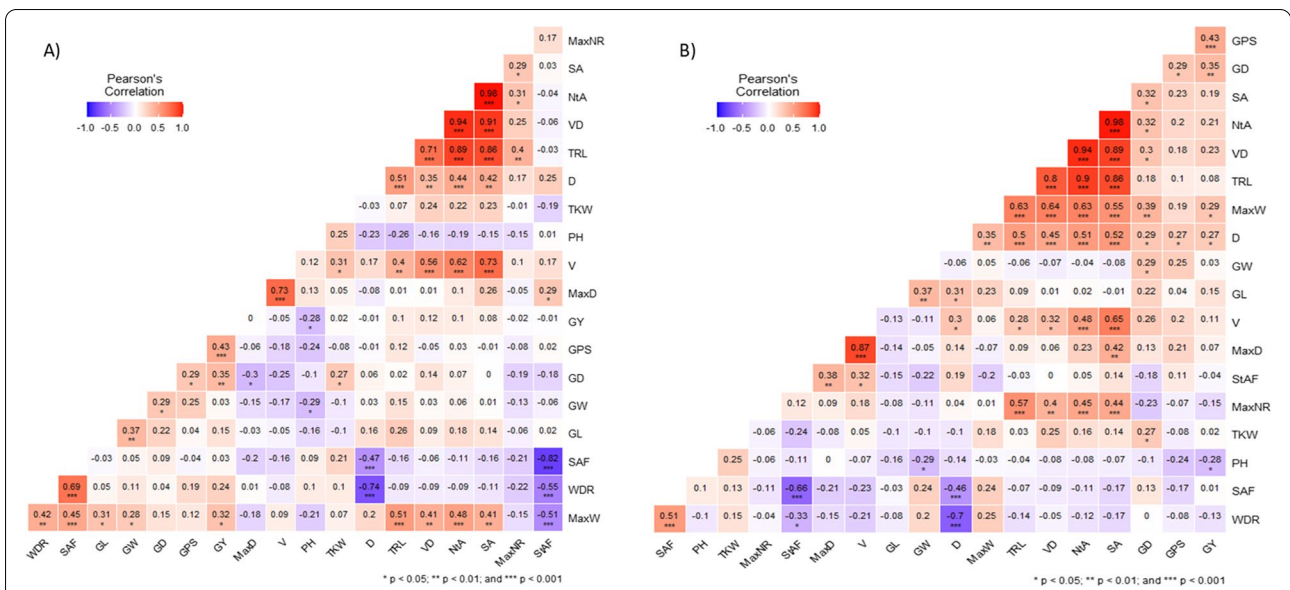 A)
Pearson's
Correlation
-1.0 -0.5 0.0 0.5 1.0
0.17 MaxNR
0.29 0.03 SA
*
0.98 0.31 -0.04 NtA
*** *
0.94 0.91 0.25 -0.06 VD
*** ***
0.71 0.89 0.86 0.4 -0.03 TRL
*** *** *** **
0.51 0.35 0.44 0.42 0.17 0.25 D
*** ** *** **
-0.03 0.07 0.24 0.22 0.23 -0.01 -0.19 TKW
0.25 -0.23 -0.26 -0.16 -0.19 -0.15 -0.15 0.01 PH
0.12 0.31 0.17 0.4 0.56 0.62 0.73 0.1 0.17 V
* ** *** *** ***
0.73 0.13 0.05 -0.08 0.01 0.01 0.1 0.26 -0.05 0.29 MaxD
*** *
0 -0.05 -0.28 0.02 -0.01 0.1 0.12 0.1 0.08 -0.02 -0.01 GY
*
0.43 -0.06 -0.18 -0.24 -0.08 -0.01 0.12 -0.05 0.03 -0.01 -0.08 0.02 GPS
***
0.29 0.35 -0.3 -0.25 -0.1 0.27 0.06 0.02 0.14 0.07 0 -0.19 -0.18 GD
* ** * *
0.29 0.25 0.03 -0.15 -0.17 -0.29 -0.1 0.03 0.15 0.03 0.06 0.01 -0.13 -0.06 GW
* *
0.37 0.22 0.04 0.15 -0.03 -0.05 -0.16 -0.1 0.16 0.26 0.09 0.18 0.14 -0.06 0.02 GL
**
-0.03 0.05 0.09 -0.04 0.03 -0.2 -0.16 0.09 0.21 -0.47 -0.16 -0.06 -0.11 -0.16 -0.21 -0.82 SAF
*** ***
0.69 0.05 0.11 0.04 0.19 0.24 0.01 -0.08 0.1 0.1 -0.74 -0.09 -0.09 -0.09 -0.11 -0.22 -0.55 WDR
*** *** ***
0.42 0.45 0.31 0.28 0.15 0.12 0.32 -0.18 0.09 -0.21 0.07 0.2 0.51 0.41 0.48 0.41 -0.15 -0.51 MaxW
** *** * * * *** ** *** ** ***
WDR SAF GL GW GD GPS GY MaxD V PH TKW D TRL VD NtA SA MaxNR StAF
* p < 0.05; ** p < 0.01; and *** p < 0.001
B)
Pearson's
Correlation
-1.0 -0.5 0.0 0.5 1.0
0.43 GPS
***
0.29 0.35 GD
* **
0.32 0.23 0.19 SA
*
0.98 0.32 0.2 0.21 NtA
*** *
0.94 0.89 0.3 0.18 0.23 VD
*** *** *
0.8 0.9 0.86 0.18 0.1 0.08 TRL
*** *** ***
0.63 0.64 0.63 0.55 0.39 0.19 0.29 MaxW
*** *** *** *** ** *
0.35 0.5 0.45 0.51 0.52 0.29 0.27 0.27 D
** *** *** *** *** * * *
-0.06 0.05 -0.06 -0.07 -0.04 -0.08 0.29 0.25 0.03 GW
*
0.37 0.31 0.23 0.09 0.01 0.02 -0.02 0.22 0.04 0.15 GL
** *
-0.13 -0.11 0.3 0.06 0.28 0.32 0.48 0.65 0.26 0.2 0.11 V
* * * *** ***
0.87 -0.14 -0.05 0.14 -0.07 0.09 0.06 0.23 0.42 0.13 0.21 0.07 MaxD
*** **
0.38 0.32 -0.15 -0.22 0.19 -0.2 -0.03 0 0.05 0.14 -0.18 0.11 -0.04 StAF
** *
0.12 0.09 0.18 -0.08 -0.11 0.04 0.01 0.57 0.4 0.45 0.44 -0.23 -0.07 -0.15 MaxNR
*** ** *** ***
-0.06 -0.24 -0.08 0.05 -0.1 -0.1 -0.1 0.18 0.03 0.25 0.16 0.14 0.27 -0.08 0.02 TKW
*
0.25 -0.06 -0.11 0 -0.07 -0.16 -0.29 -0.14 -0.03 -0.04 -0.08 -0.08 -0.07 -0.1 -0.24 -0.28 PH
* *
0.1 0.13 -0.11 -0.66 -0.21 -0.23 -0.03 0.24 -0.46 0.24 -0.07 -0.09 -0.11 -0.17 0.13 -0.17 0.01 SAF
*** ***
0.51 -0.1 0.15 -0.04 -0.33 -0.16 -0.21 -0.08 0.2 -0.7 0.25 -0.14 -0.05 -0.12 -0.17 0 -0.08 -0.13 WDR
*** * ***
SAF PH TKW MaxNR StAF MaxD V GL GW D MaxW TRL VD NtA SA GD GPS GY
* p < 0.05; ** p < 0.01; and *** p < 0.001